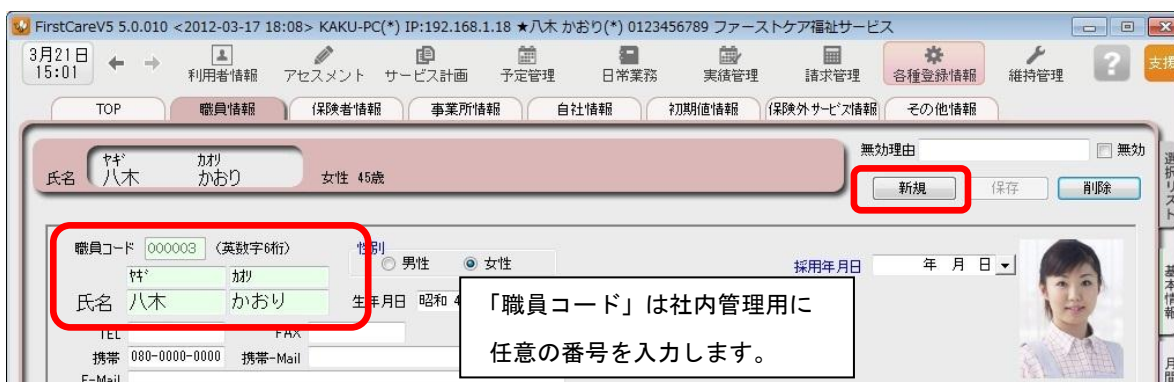 FirstCareV5 5.0.010 <2012-03-17 18:08> KAKU-PC(*) IP:192.168.1.18 ★八木 かおり(*) 0123456789 ファーストケア福祉サービス
3月21日
15:01
利用者情報 アセスメント サービス計画 予定管理 日常業務 実績管理 請求管理 各種登録情報 維持管理 ? 支援
TOP 職員情報 保険者情報 事業所情報 自社情報 初期値情報 保険外サービス情報 その他情報
ﾔｷﾞ ｶｵﾘ
氏名 八木 かおり 女性 45歳
無効理由 無効
新規 保存 削除
選択リスト
職員コード 000003 (英数字6桁) 性別
男性 女性
採用年月日 年 月 日
ﾔｷﾞ ｶｵﾘ
氏名 八木 かおり 生年月日 昭和 4
「職員コード」は社内管理用に
任意の番号を入力します。
基本情報
TEL FAX
携帯 080-0000-0000 携帯-Mail
E-Mail
月間